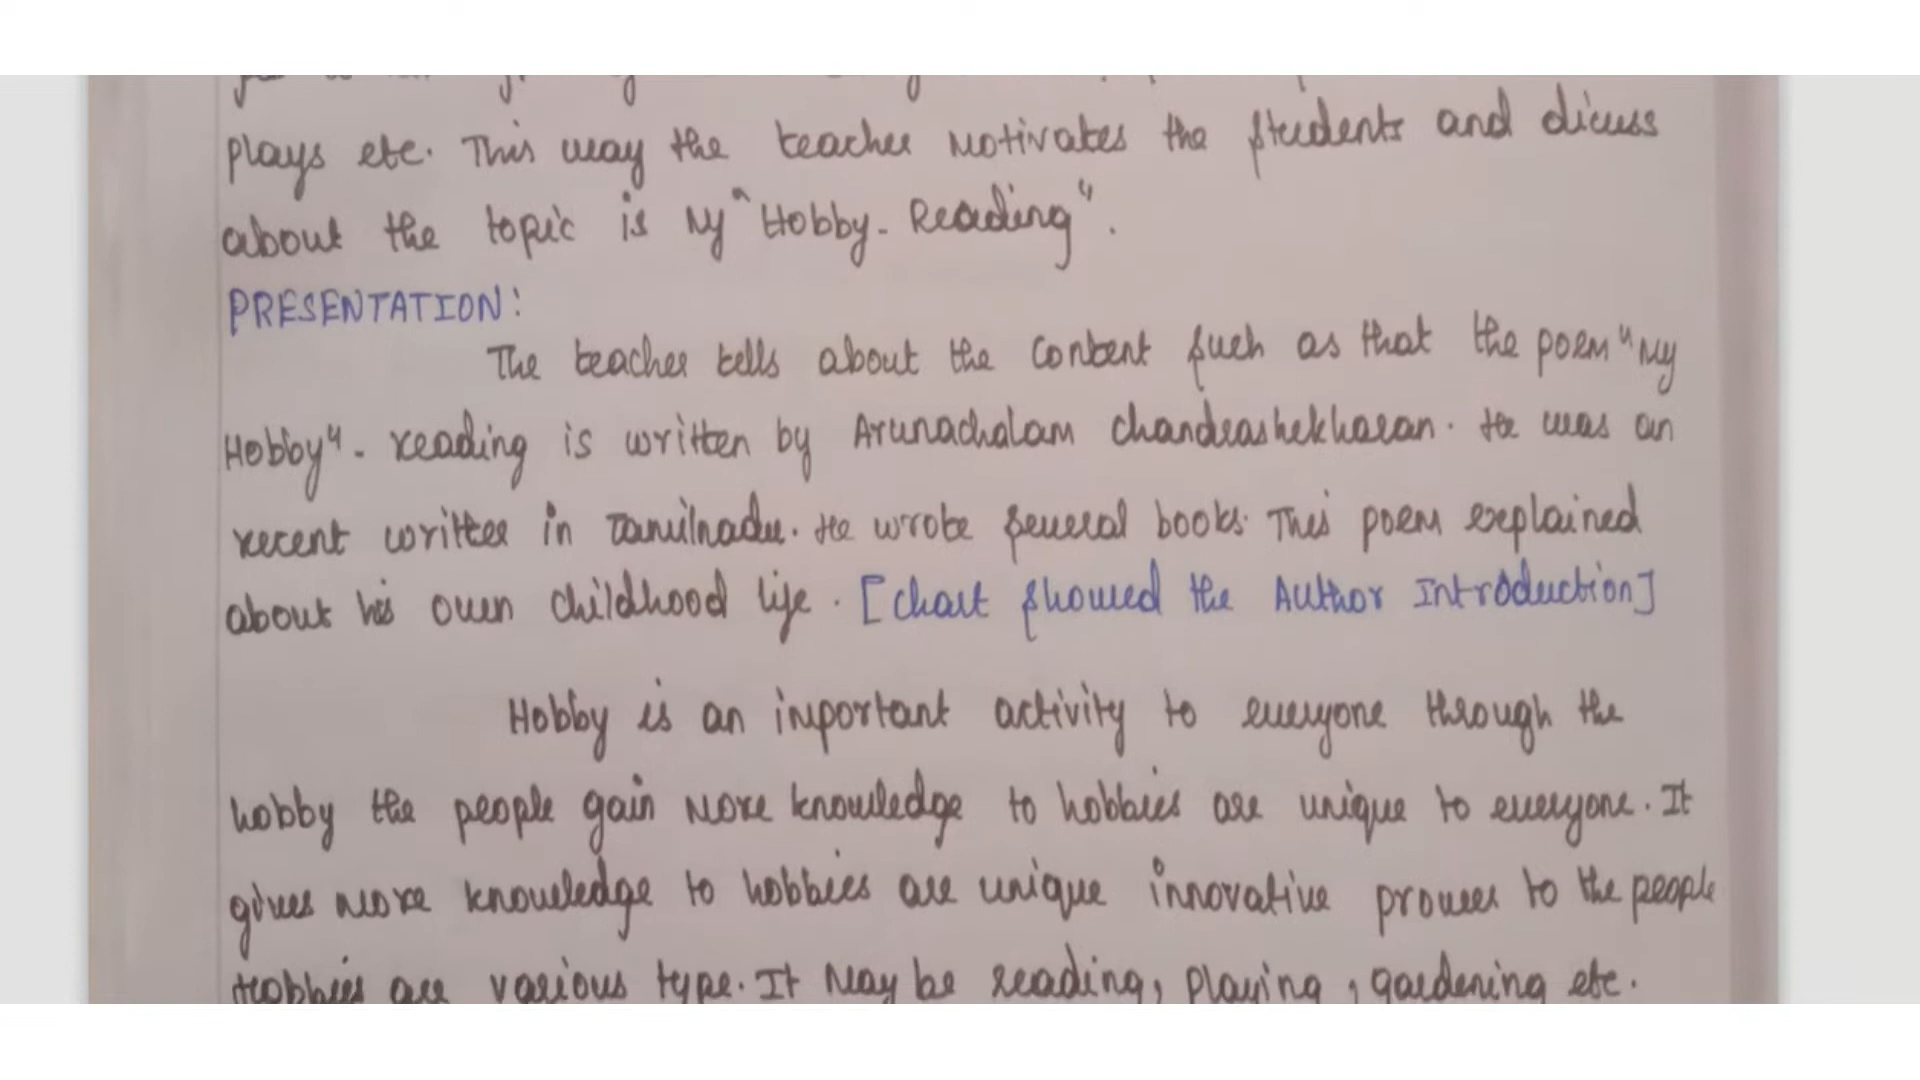 plays etc. This way the teacher motivates the students and dicuss
about the topic is My "Hobby - Reading".
PRESENTATION:
The teacher tells about the content such as that the poem "My
Hobby" - reading is written by Arunachalam chandrashekharan. He was an
recent writter in Tamilnadu. He wrote several books. This poem explained
about his own childhood life. [chart showed the Author Introduction]
Hobby is an important activity to everyone through the
hobby the people gain more knowledge to hobbies are unique to everyone. It
gives more knowledge to hobbies are unique innovative prower to the people
Hobbies are various type. It may be reading, playing, gardening etc.